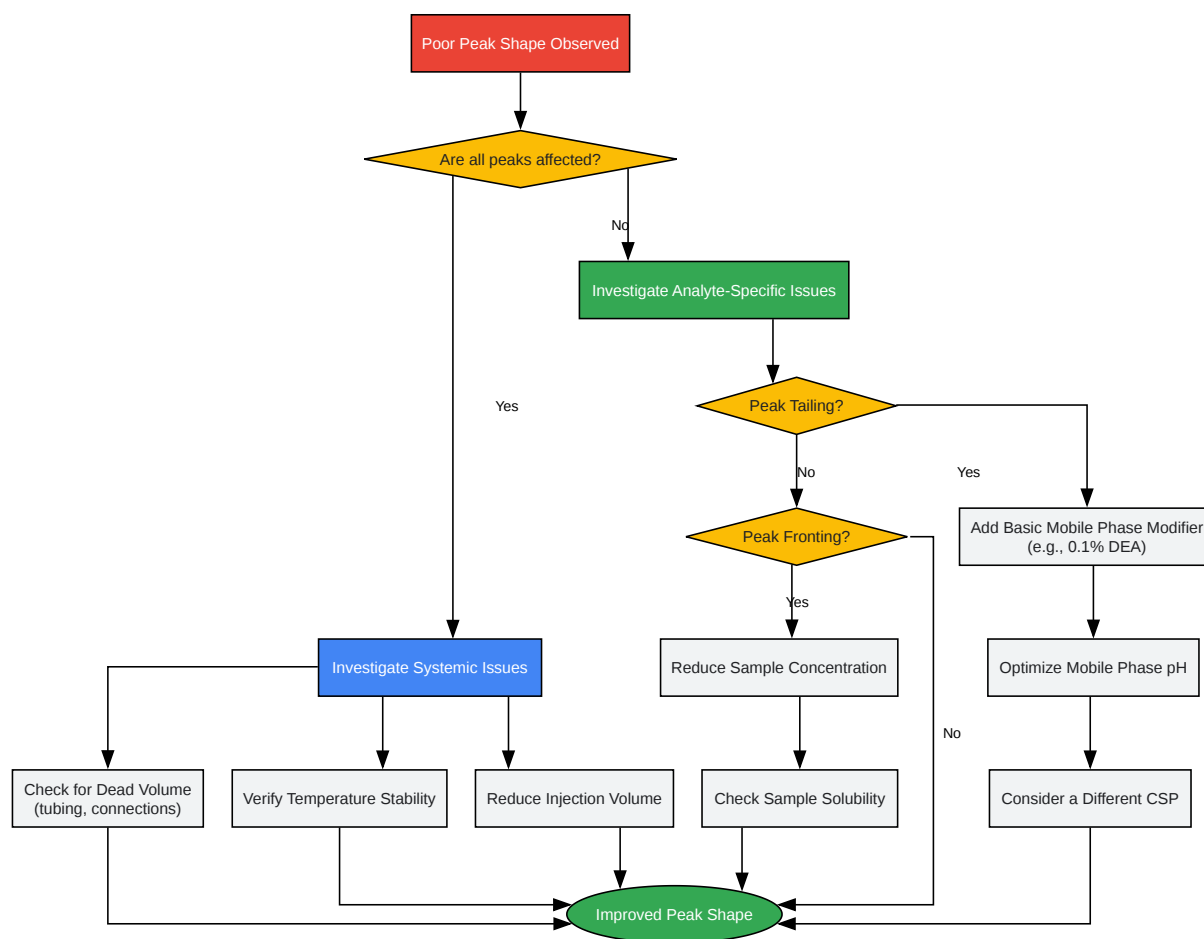 Poor Peak Shape Observed
Are all peaks affected?
No
Investigate Analyte-Specific Issues
Yes
Peak Tailing?
No
Yes
Peak Fronting?
Add Basic Mobile Phase Modifier
(e.g., 0.1% DEA)
Yes
Investigate Systemic Issues
Reduce Sample Concentration
Optimize Mobile Phase pH
No
Check for Dead Volume
(tubing, connections)
Verify Temperature Stability
Reduce Injection Volume
Check Sample Solubility
Consider a Different CSP
Improved Peak Shape